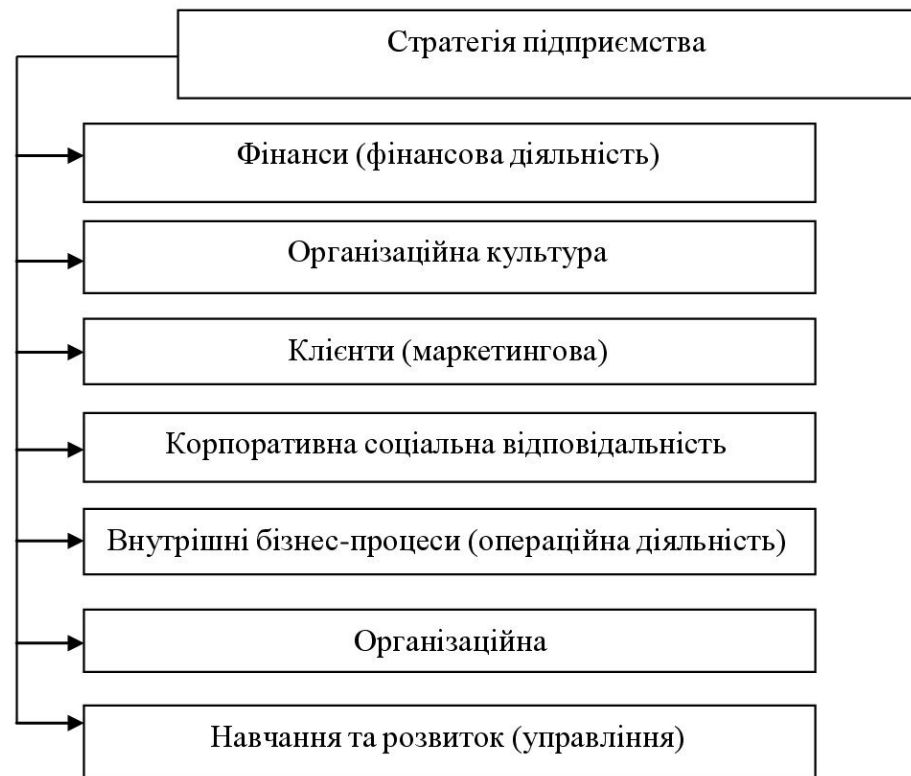 Стратегія підприємства
Фінанси (фінансова діяльність)
Організаційна культура
Клієнти (маркетингова)
Корпоративна соціальна відповідальність
Внутрішні бізнес-процеси (операційна діяльність)
Організаційна
Навчання та розвиток (управління)